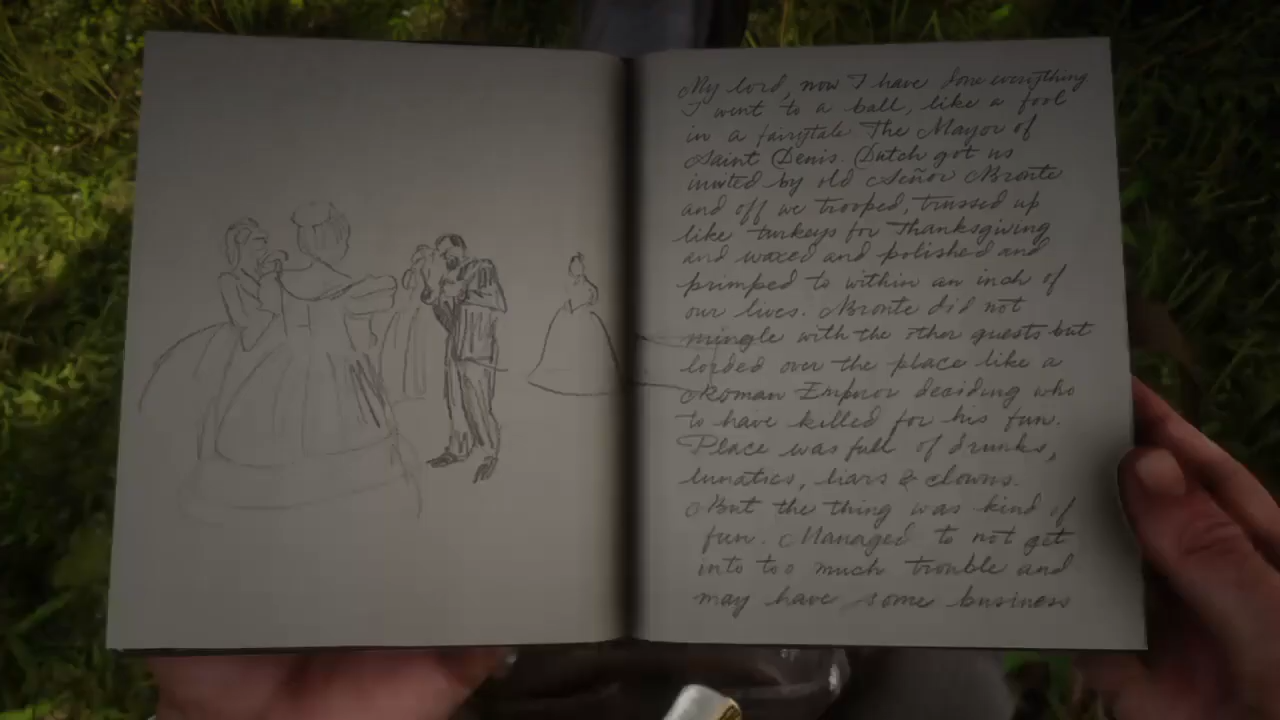 My lord, now I have done everything
I went to a ball, like a fool
in a fairytale The Mayor of
Saint Denis. Dutch got us
invited by old Señor Bronte
and off we trooped, trussed up
like turkeys for Thanksgiving
and waxed and polished and
primped to within an inch of
our lives. Bronte did not
mingle with the other guests but
lorded over the place like a
Roman Emperor deciding who
to have killed for his fun.
Place was full of drunks,
lunatics, liars & clowns.
But the thing was kind of
fun. Managed to not get
into too much trouble and
may have some business